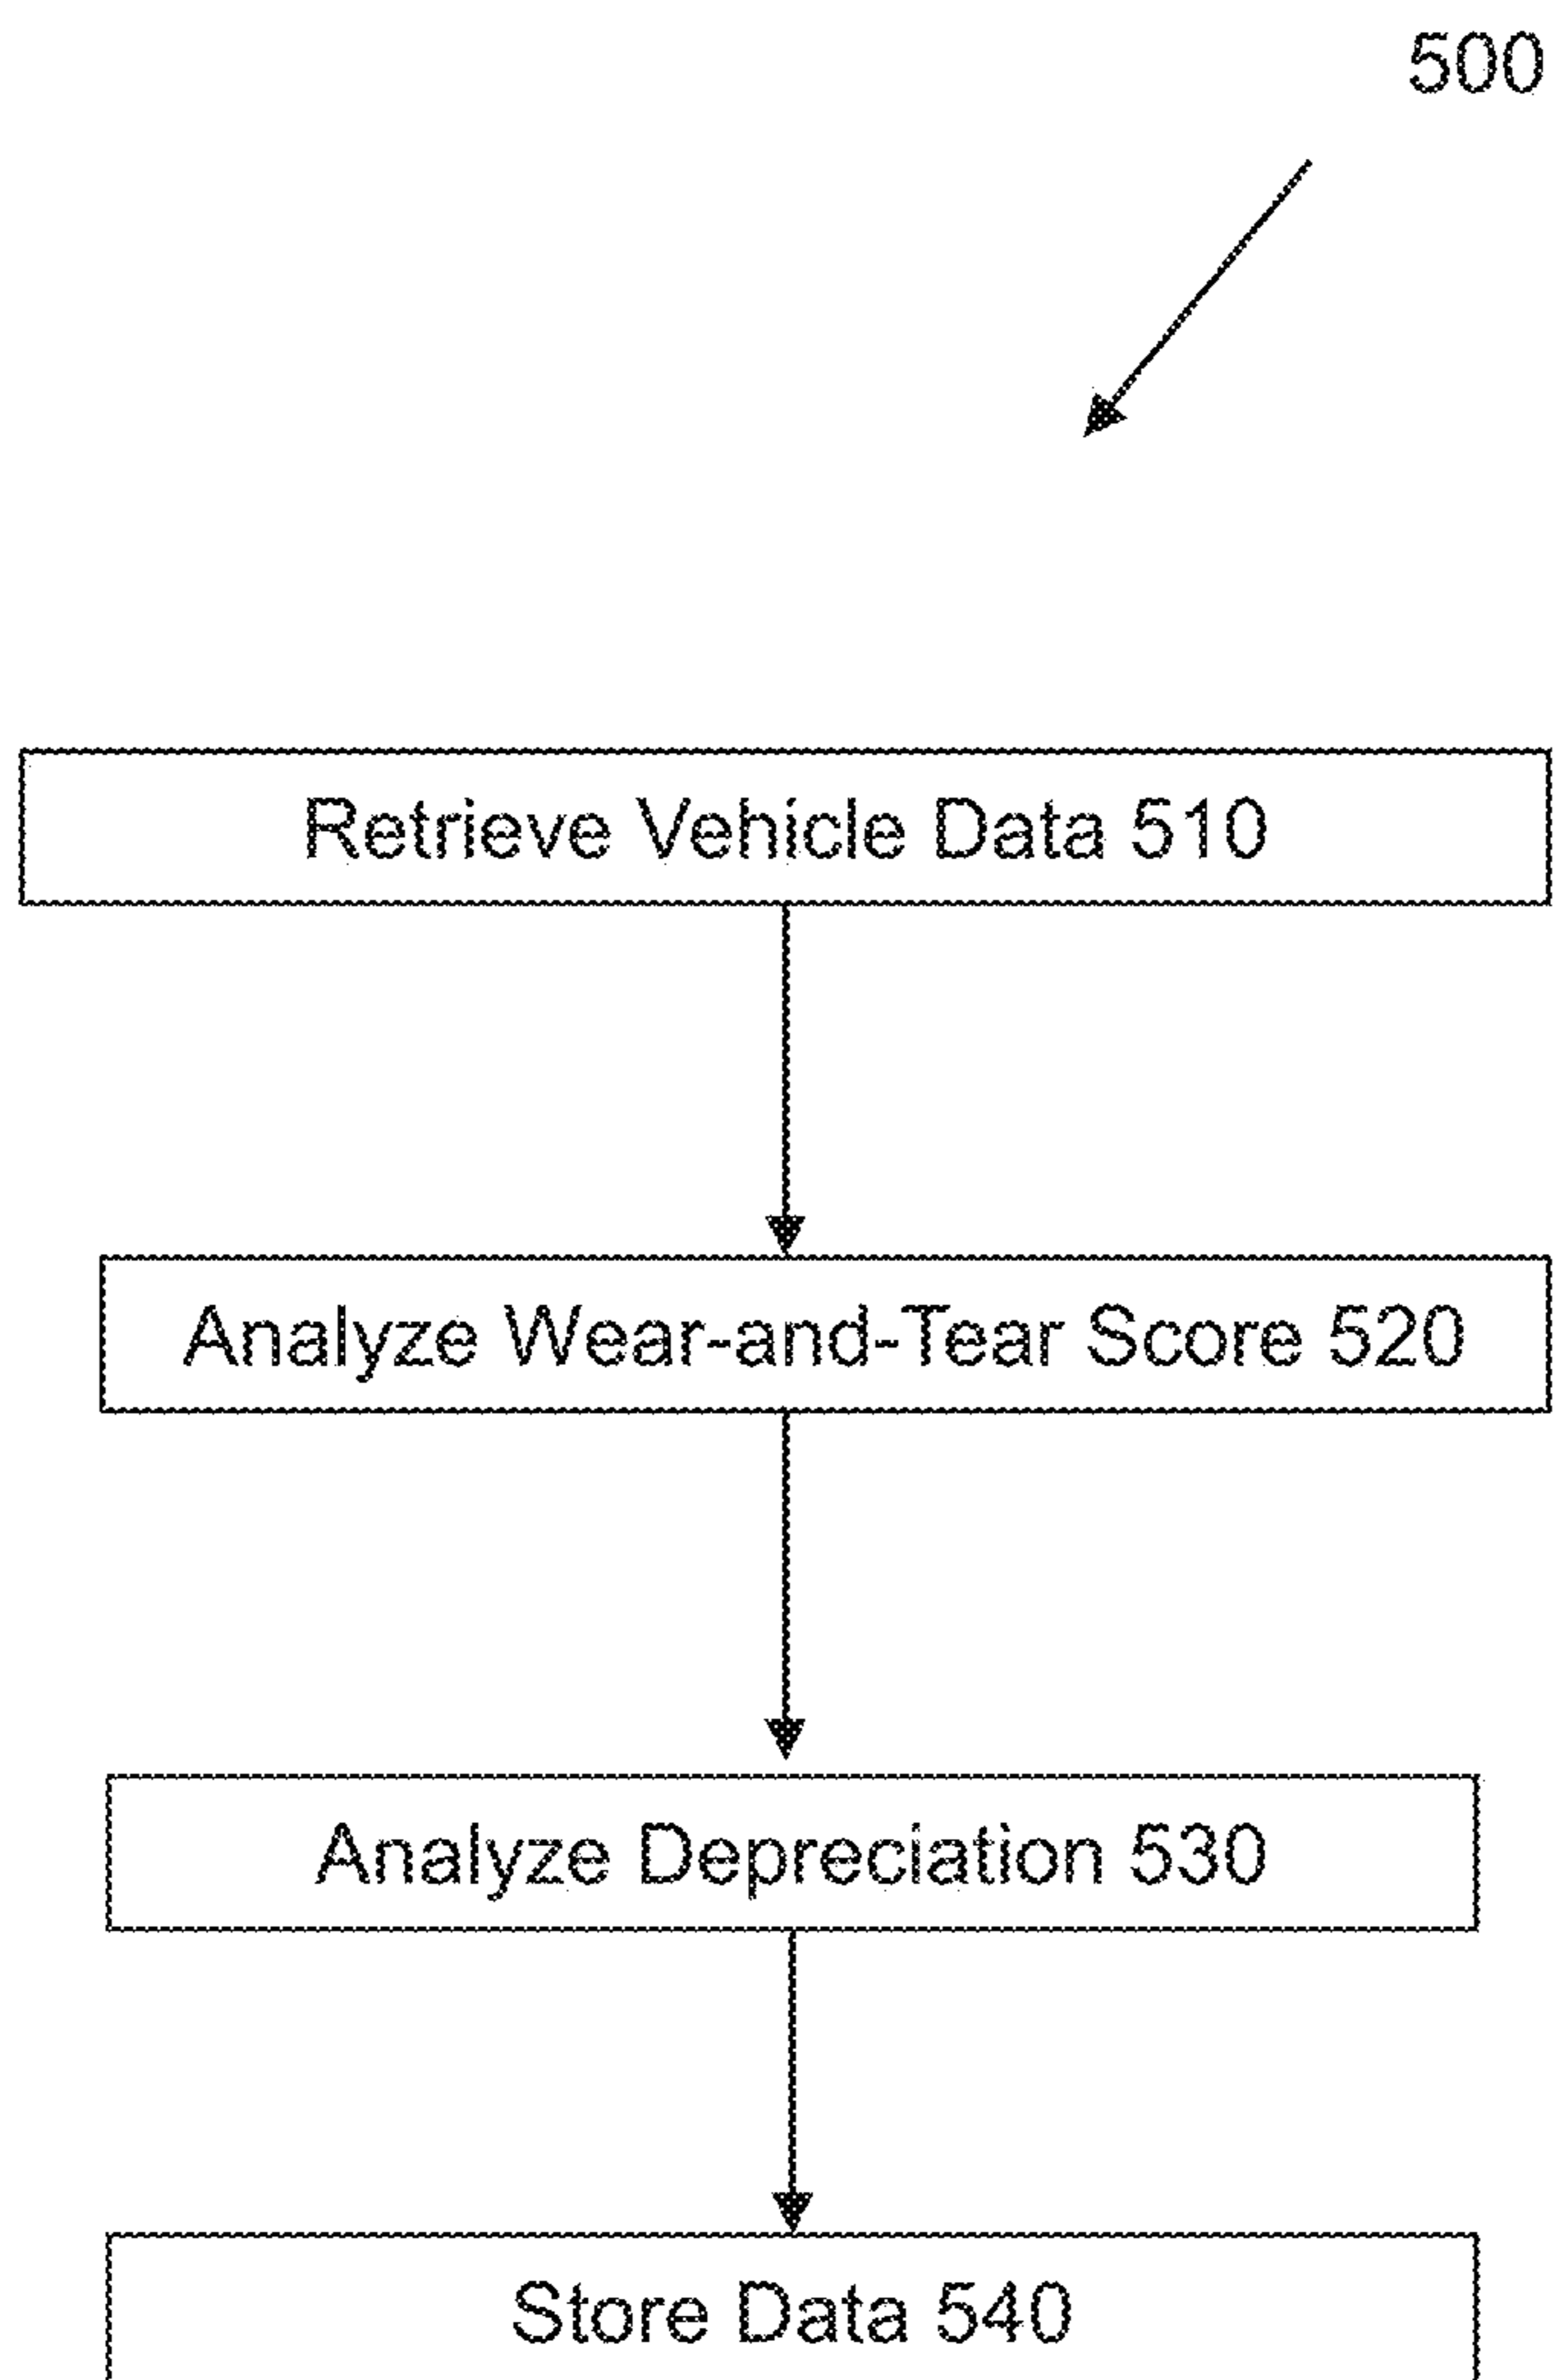 500
Retrieve Vehicle Data 510
Analyze Wear-and-Tear Score 520
Analyze Depreciation 530
Store Data 540